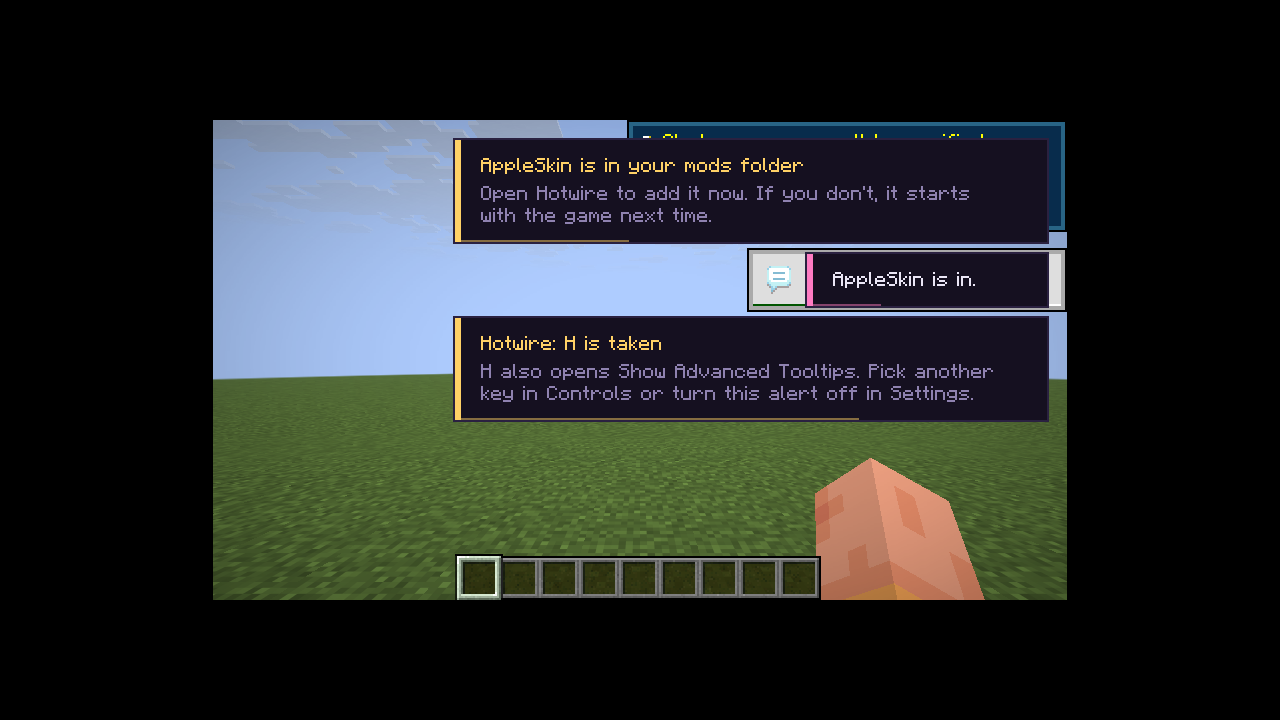 AppleSkin is in your mods folder
Open Hotwire to add it now. If you don't, it starts
with the game next time.
AppleSkin is in.
Hotwire: H is taken
H also opens Show Advanced Tooltips. Pick another
key in Controls or turn this alert off in Settings.